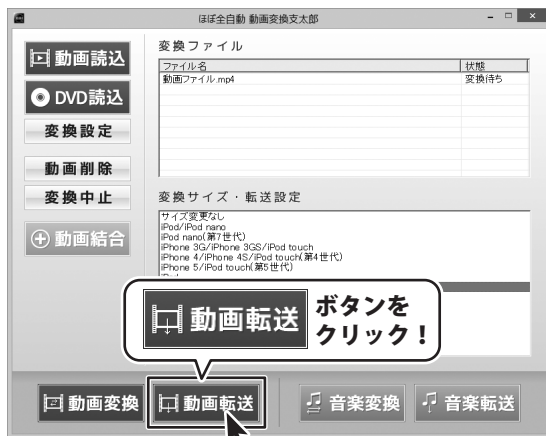 ほぼ全自動 動画変換支太郎
動画読込
DVD読込
変換設定
動画削除
変換中止
動画結合
変換ファイル
ファイル名 状態
動画ファイル.mp4 変換待ち
変換サイズ・転送設定
サイズ変更なし
iPod/iPod nano
iPod nano(第7世代)
iPhone 3G/iPhone 3GS/iPod touch
iPhone 4/iPhone 4S/iPod touch(第4世代)
iPhone 5/iPod touch(第5世代)
動画転送 ボタンを
クリック！
動画変換 動画転送 音楽変換 音楽転送